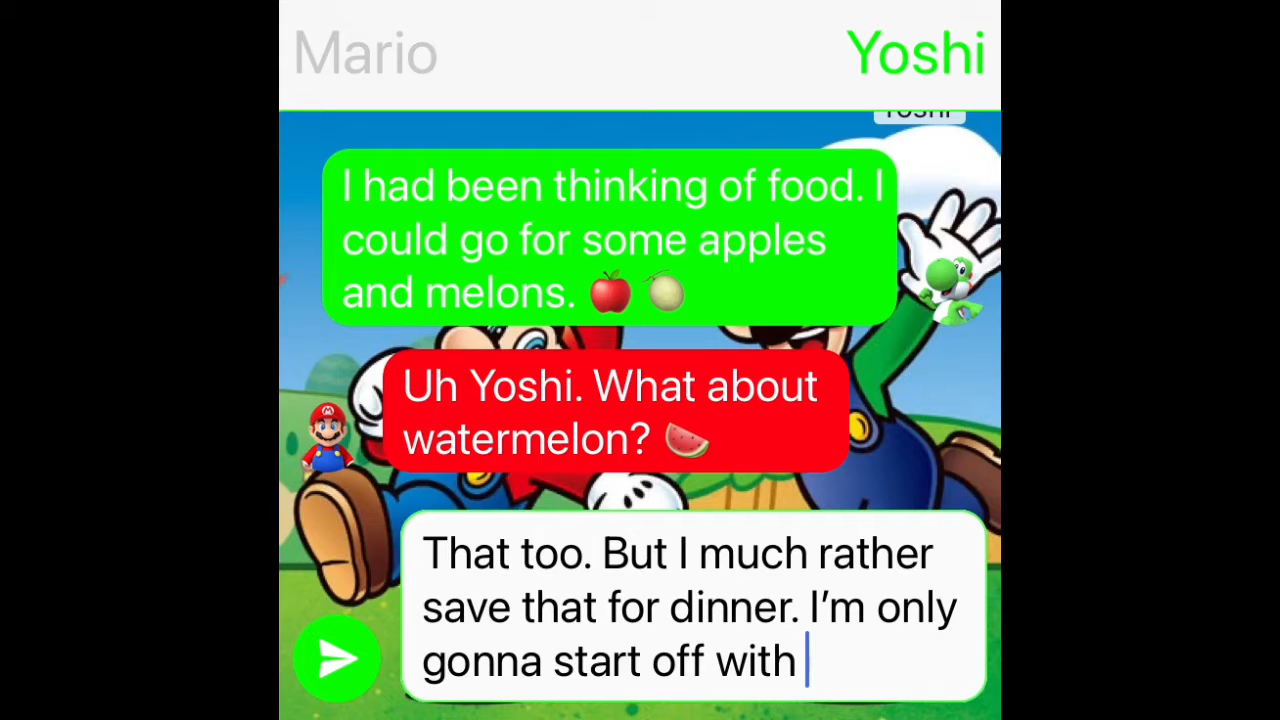 Mario
Yoshi
Yoshi
I had been thinking of food. I
could go for some apples
and melons. 🍎 🍈
Uh Yoshi. What about
watermelon? 🍉
That too. But I much rather
save that for dinner. I’m only
gonna start off with